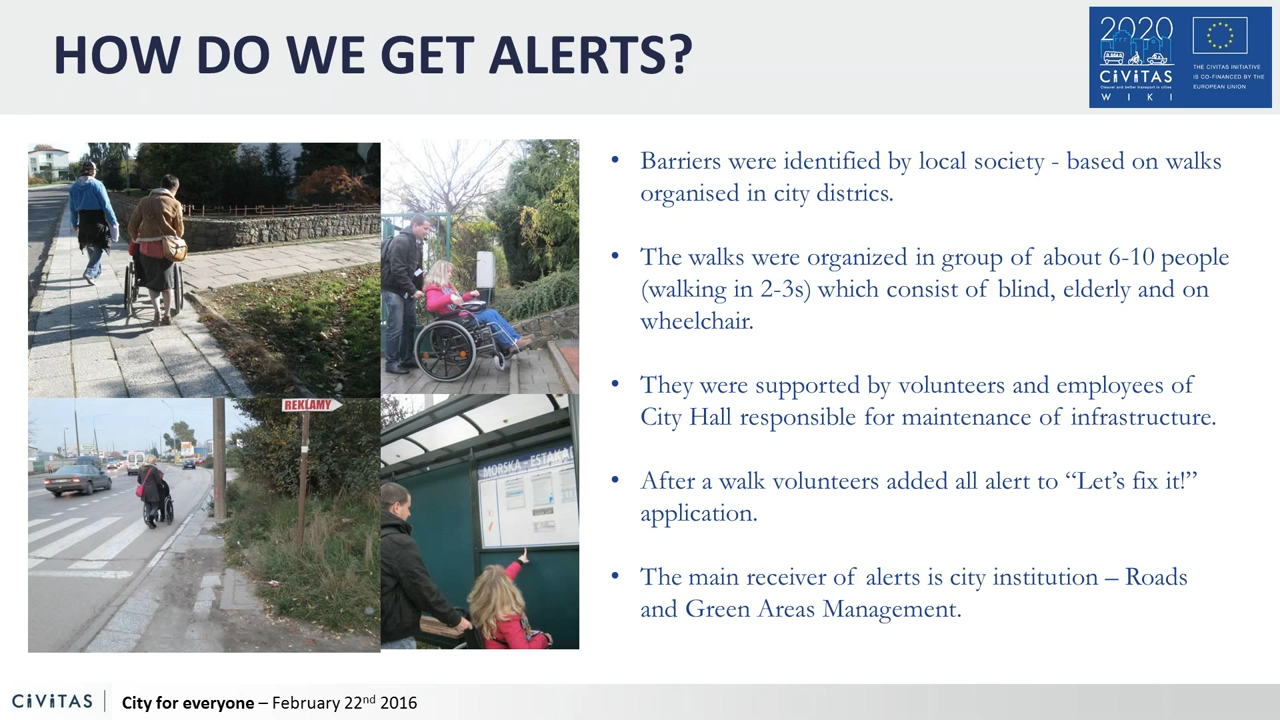 HOW DO WE GET ALERTS?
2020
CiViTAS
Cleaner and better transport in cities
W I K I
THE CIVITAS INITIATIVE
IS CO-FINANCED BY THE
EUROPEAN UNION
REKLAMY
MORSKA - ESTAKA
• Barriers were identified by local society - based on walks
organised in city districs.
• The walks were organized in group of about 6-10 people
(walking in 2-3s) which consist of blind, elderly and on
wheelchair.
• They were supported by volunteers and employees of
City Hall responsible for maintenance of infrastructure.
• After a walk volunteers added all alert to “Let’s fix it!”
application.
• The main receiver of alerts is city institution – Roads
and Green Areas Management.
CiViTAS
City for everyone – February 22nd 2016